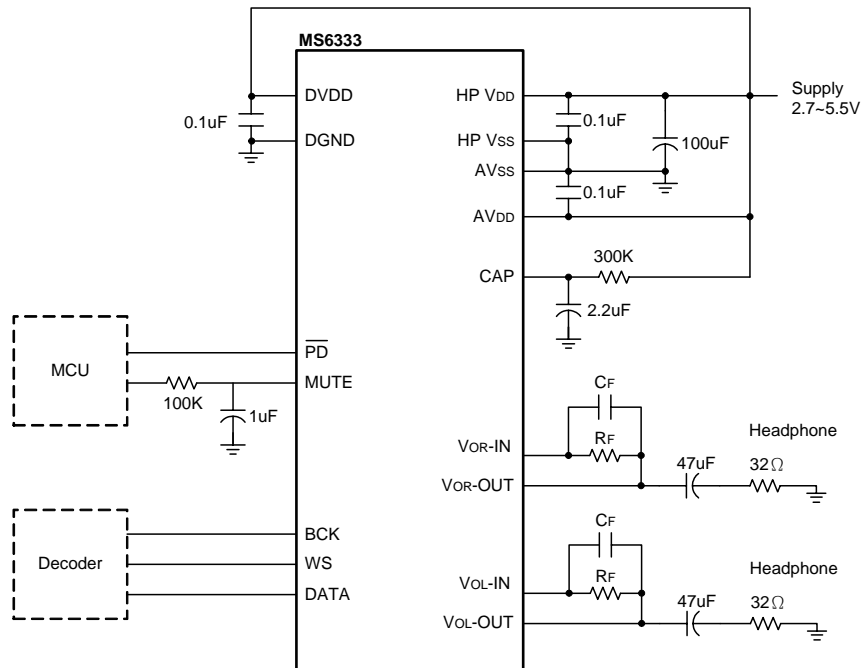 MS6333
DVDD
HP VDD
Supply
2.7~5.5V
0.1uF
0.1uF
DGND
HP VSS
100uF
AVSS
0.1uF
AVDD
300K
CAP
2.2uF
MCU
PD
MUTE
100K
1uF
CF
Headphone
VOR-IN
RF
47uF
32Ω
VOR-OUT
BCK
CF
Decoder
WS
Headphone
VOL-IN
RF
DATA
47uF
32Ω
VOL-OUT